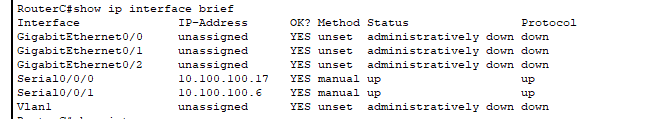 RouterC#show ip interface brief
Interface IP-Address OK? Method Status Protocol
GigabitEthernet0/0 unassigned YES unset administratively down down
GigabitEthernet0/1 unassigned YES unset administratively down down
GigabitEthernet0/2 unassigned YES unset administratively down down
Serial0/0/0 10.100.100.17 YES manual up up
Serial0/0/1 10.100.100.6 YES manual up up
Vlan1 unassigned YES unset administratively down down